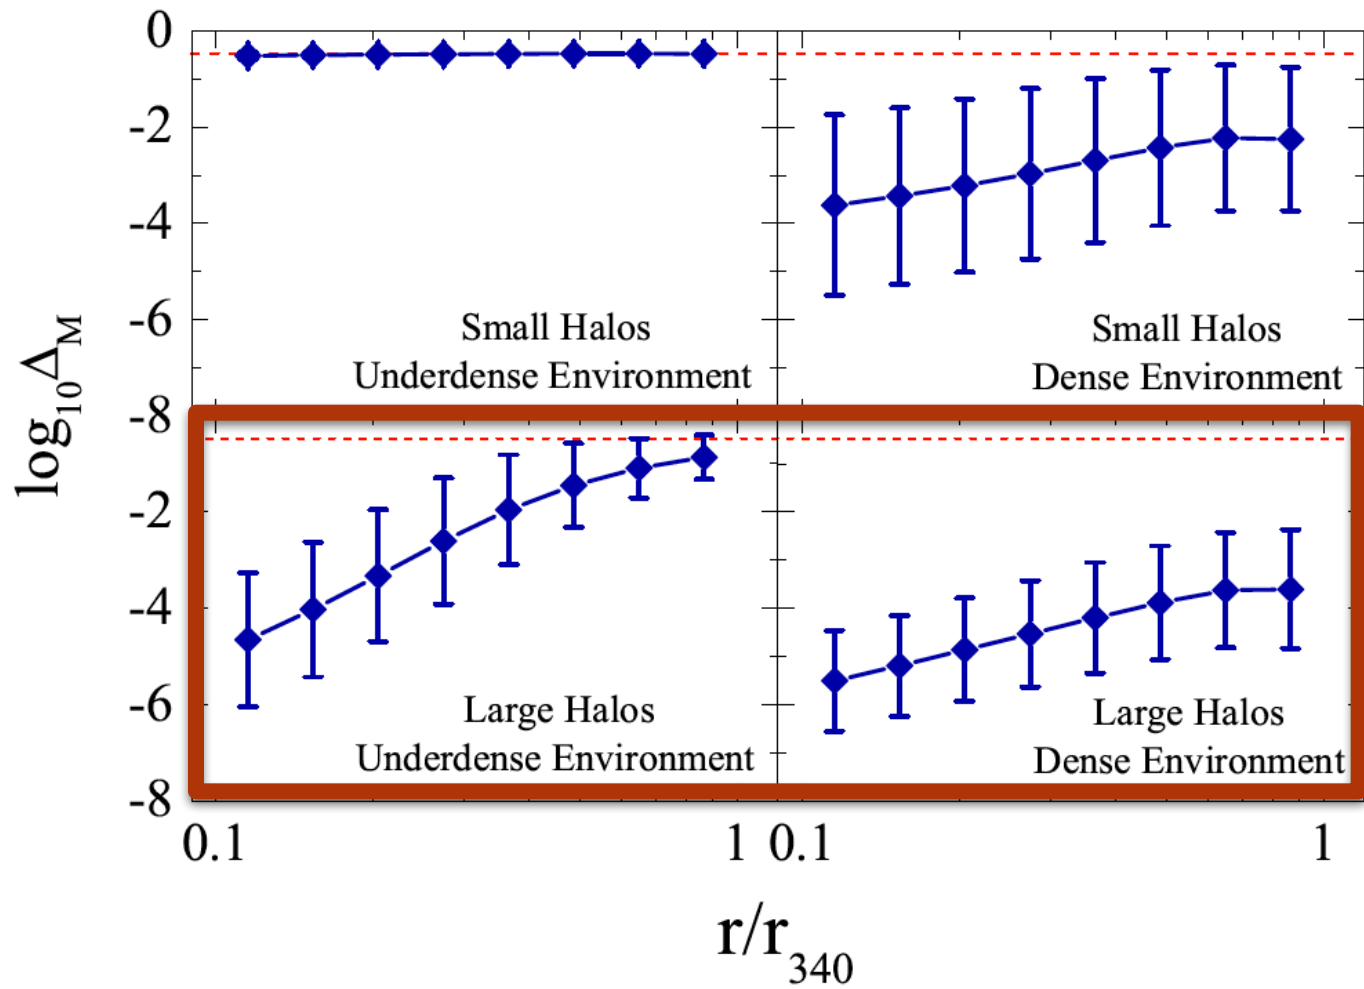 0
-2
-4
-6
-8
-2
-4
-6
-8
log₁₀Δ_M
Small Halos
Underdense Environment
Small Halos
Dense Environment
Large Halos
Underdense Environment
Large Halos
Dense Environment
0.1
1
0.1
1
r/r₃₄₀